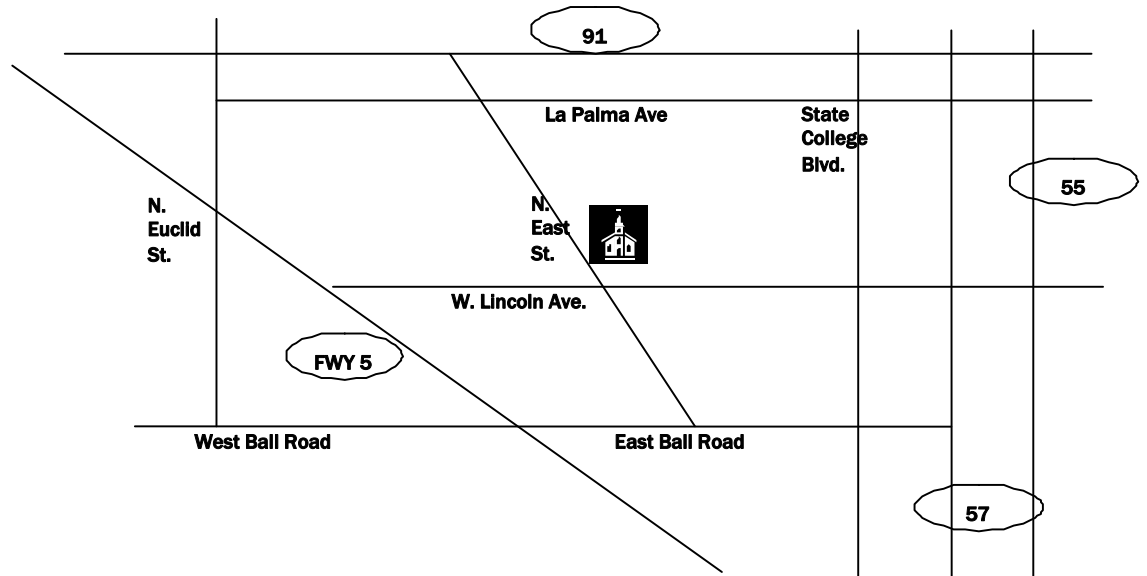 91
La Palma Ave
State
College
Blvd.
55
N.
Euclid
St.
N.
East
St.
W. Lincoln Ave.
FWY 5
West Ball Road
East Ball Road
57